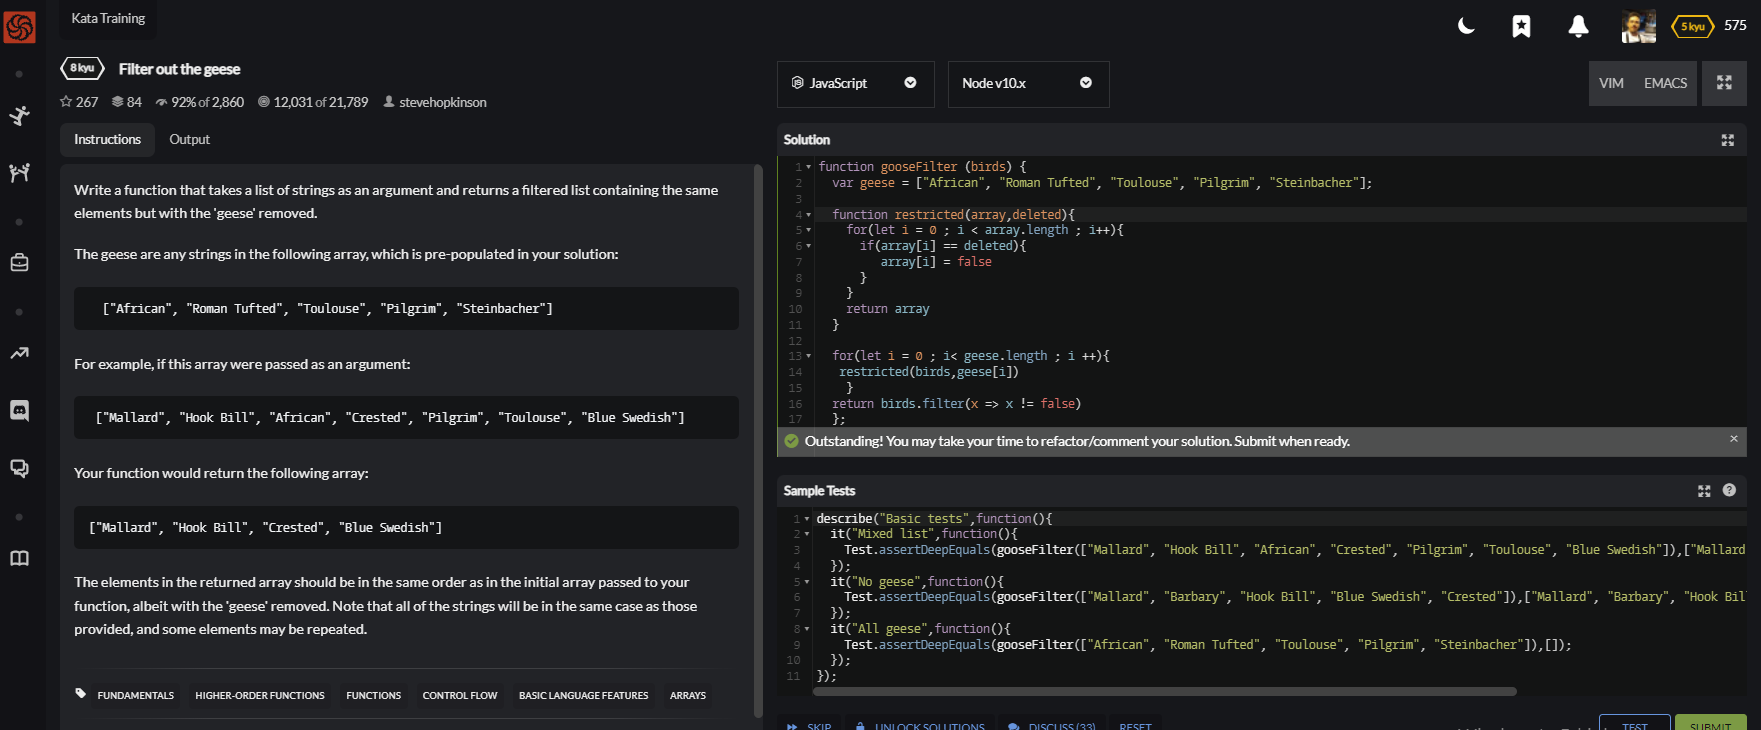 Kata Training
5 kyu 575
8 kyu Filter out the geese
267 84 92% of 2,860 12,031 of 21,789 stevehopkinson
Instructions Output
Write a function that takes a list of strings as an argument and returns a filtered list containing the same
elements but with the 'geese' removed.
The geese are any strings in the following array, which is pre-populated in your solution:
["African", "Roman Tufted", "Toulouse", "Pilgrim", "Steinbacher"]
For example, if this array were passed as an argument:
["Mallard", "Hook Bill", "African", "Crested", "Pilgrim", "Toulouse", "Blue Swedish"]
Your function would return the following array:
["Mallard", "Hook Bill", "Crested", "Blue Swedish"]
The elements in the returned array should be in the same order as in the initial array passed to your
function, albeit with the 'geese' removed. Note that all of the strings will be in the same case as those
provided, and some elements may be repeated.
FUNDAMENTALS HIGHER-ORDER FUNCTIONS FUNCTIONS CONTROL FLOW BASIC LANGUAGE FEATURES ARRAYS
JavaScript Node v10.x VIM EMACS
Solution
1 function gooseFilter (birds) {
2 var geese = ["African", "Roman Tufted", "Toulouse", "Pilgrim", "Steinbacher"];
3
4 function restricted(array,deleted){
5 for(let i = 0 ; i < array.length ; i++){
6 if(array[i] == deleted){
7 array[i] = false
8 }
9 }
10 return array
11 }
12
13 for(let i = 0 ; i< geese.length ; i ++){
14 restricted(birds,geese[i])
15 }
16 return birds.filter(x => x != false)
17 };
Outstanding! You may take your time to refactor/comment your solution. Submit when ready. ×
Sample Tests
1 describe("Basic tests",function(){
2 it("Mixed list",function(){
3 Test.assertDeepEquals(gooseFilter(["Mallard", "Hook Bill", "African", "Crested", "Pilgrim", "Toulouse", "Blue Swedish"]),["Mallard
4 });
5 it("No geese",function(){
6 Test.assertDeepEquals(gooseFilter(["Mallard", "Barbary", "Hook Bill", "Blue Swedish", "Crested"]),["Mallard", "Barbary", "Hook Bil
7 });
8 it("All geese",function(){
9 Test.assertDeepEquals(gooseFilter(["African", "Roman Tufted", "Toulouse", "Pilgrim", "Steinbacher"]),[]);
10 });
11 });
SKIP UNLOCK SOLUTIONS DISCUSS (33) RESET TEST SUBMIT